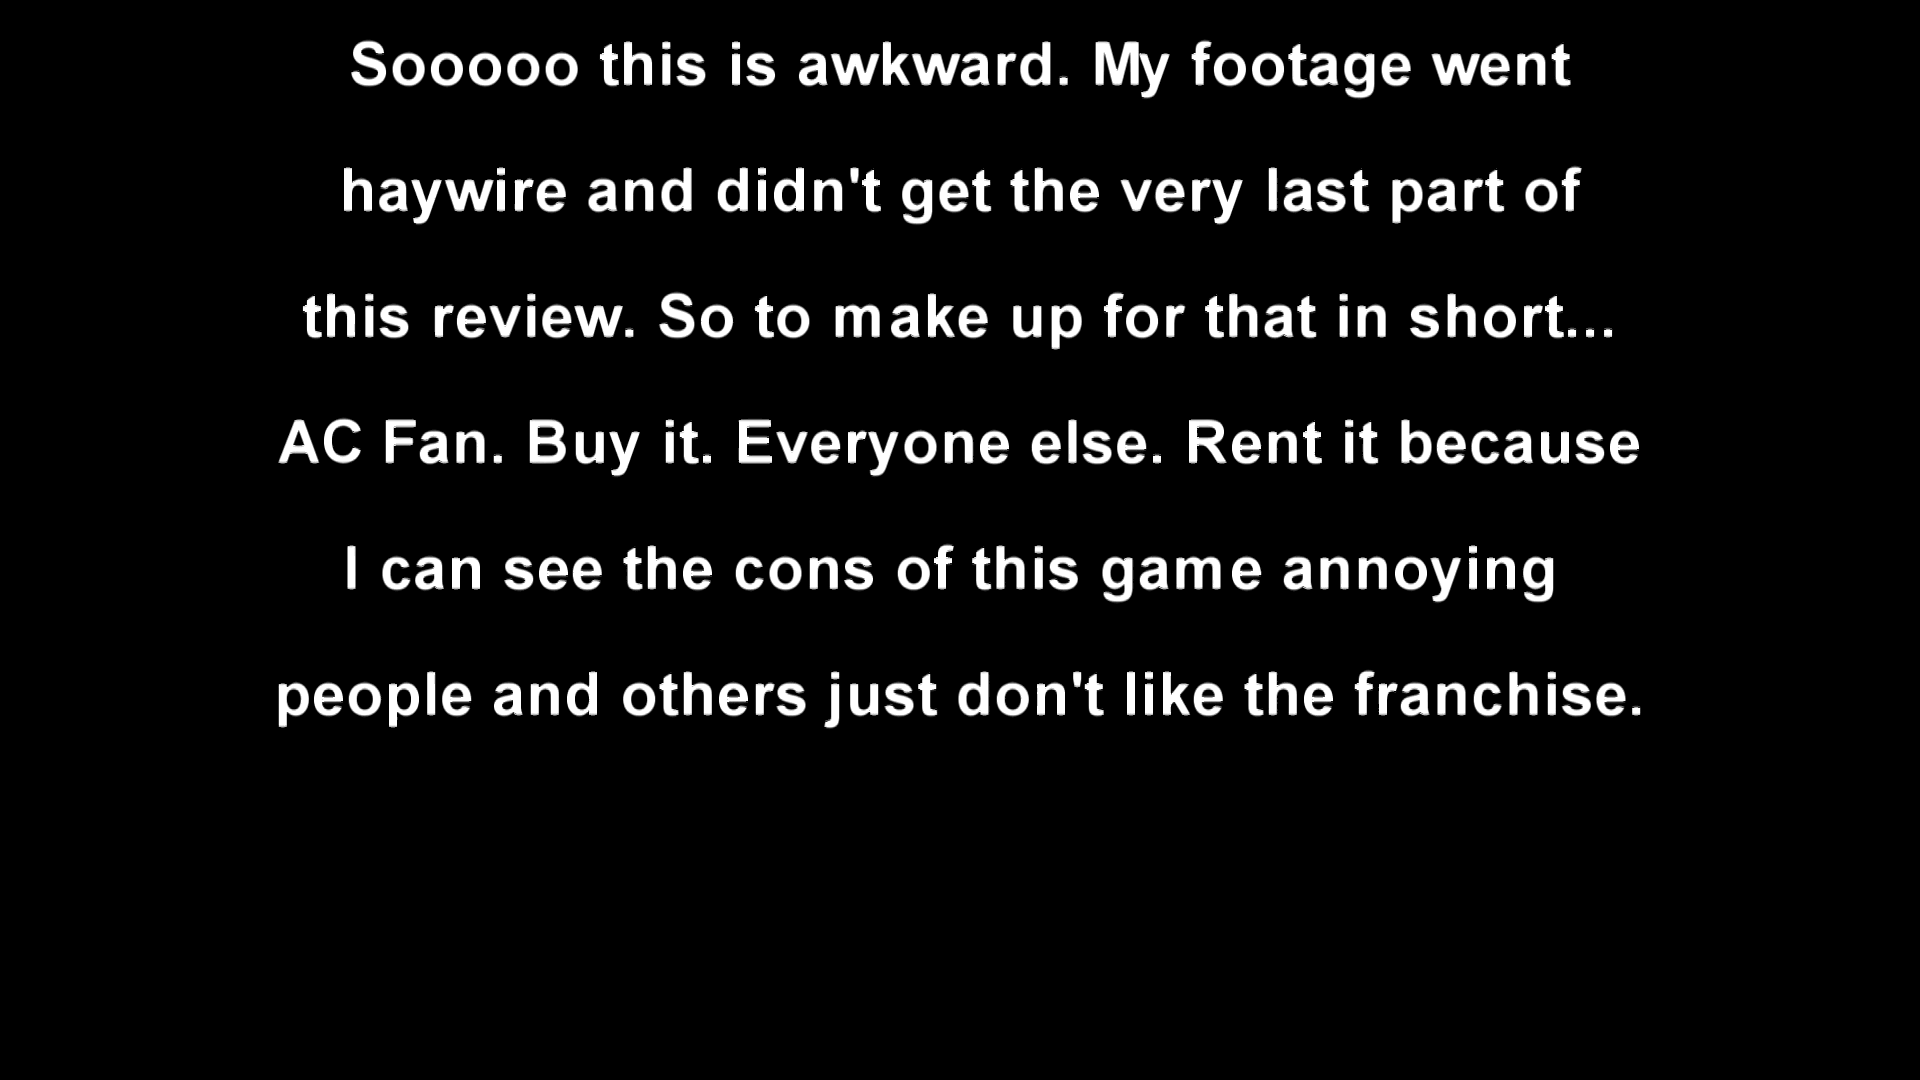 Sooooo this is awkward. My footage went
haywire and didn't get the very last part of
this review. So to make up for that in short...
AC Fan. Buy it. Everyone else. Rent it because
I can see the cons of this game annoying
people and others just don't like the franchise.